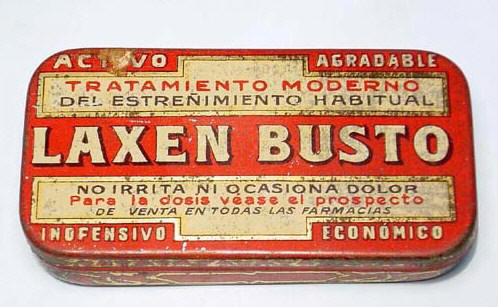 ACTIVO AGRADABLE
TRATAMIENTO MODERNO
DEL ESTREÑIMIENTO HABITUAL
LAXEN BUSTO
NO IRRITA NI OCASIONA DOLOR
Para la dosis vease el prospecto
DE VENTA EN TODAS LAS FARMACIAS
INOFENSIVO ECONÓMICO